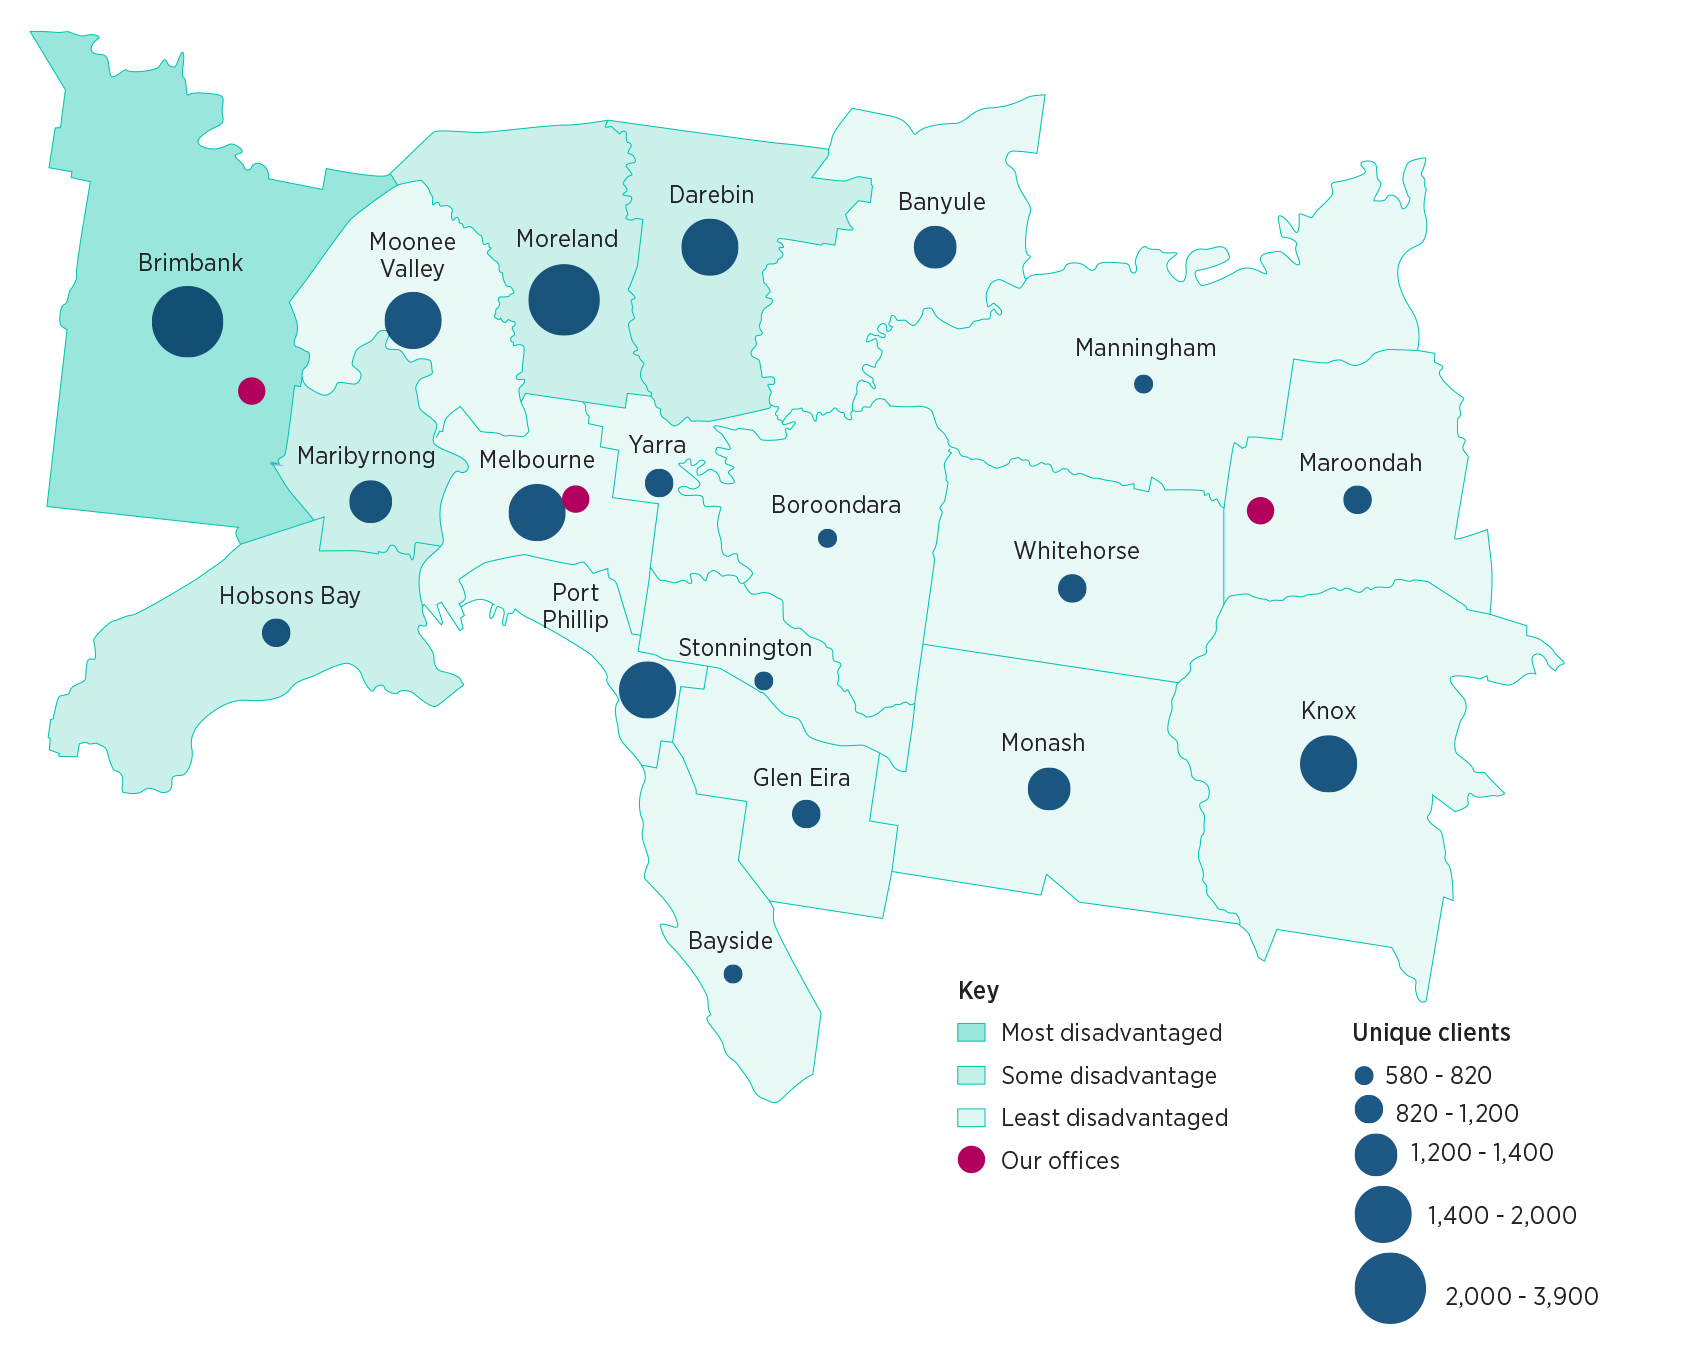 Darebin
Banyule
Moreland
Moonee
Valley
Brimbank
Manningham
Yarra
Maribyrnong
Melbourne
Maroondah
Boroondara
Whitehorse
Hobsons Bay
Port
Phillip
Stonnington
Knox
Monash
Glen Eira
Bayside
Key
Most disadvantaged
Some disadvantage
Least disadvantaged
Our offices
Unique clients
580 - 820
820 - 1,200
1,200 - 1,400
1,400 - 2,000
2,000 - 3,900